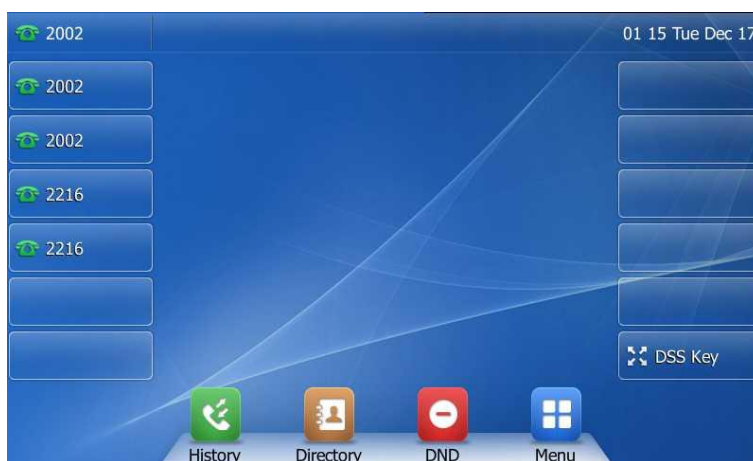 2002
01 15 Tue Dec 17
2002
2002
2216
2216
DSS Key
History
Directory
DND
Menu